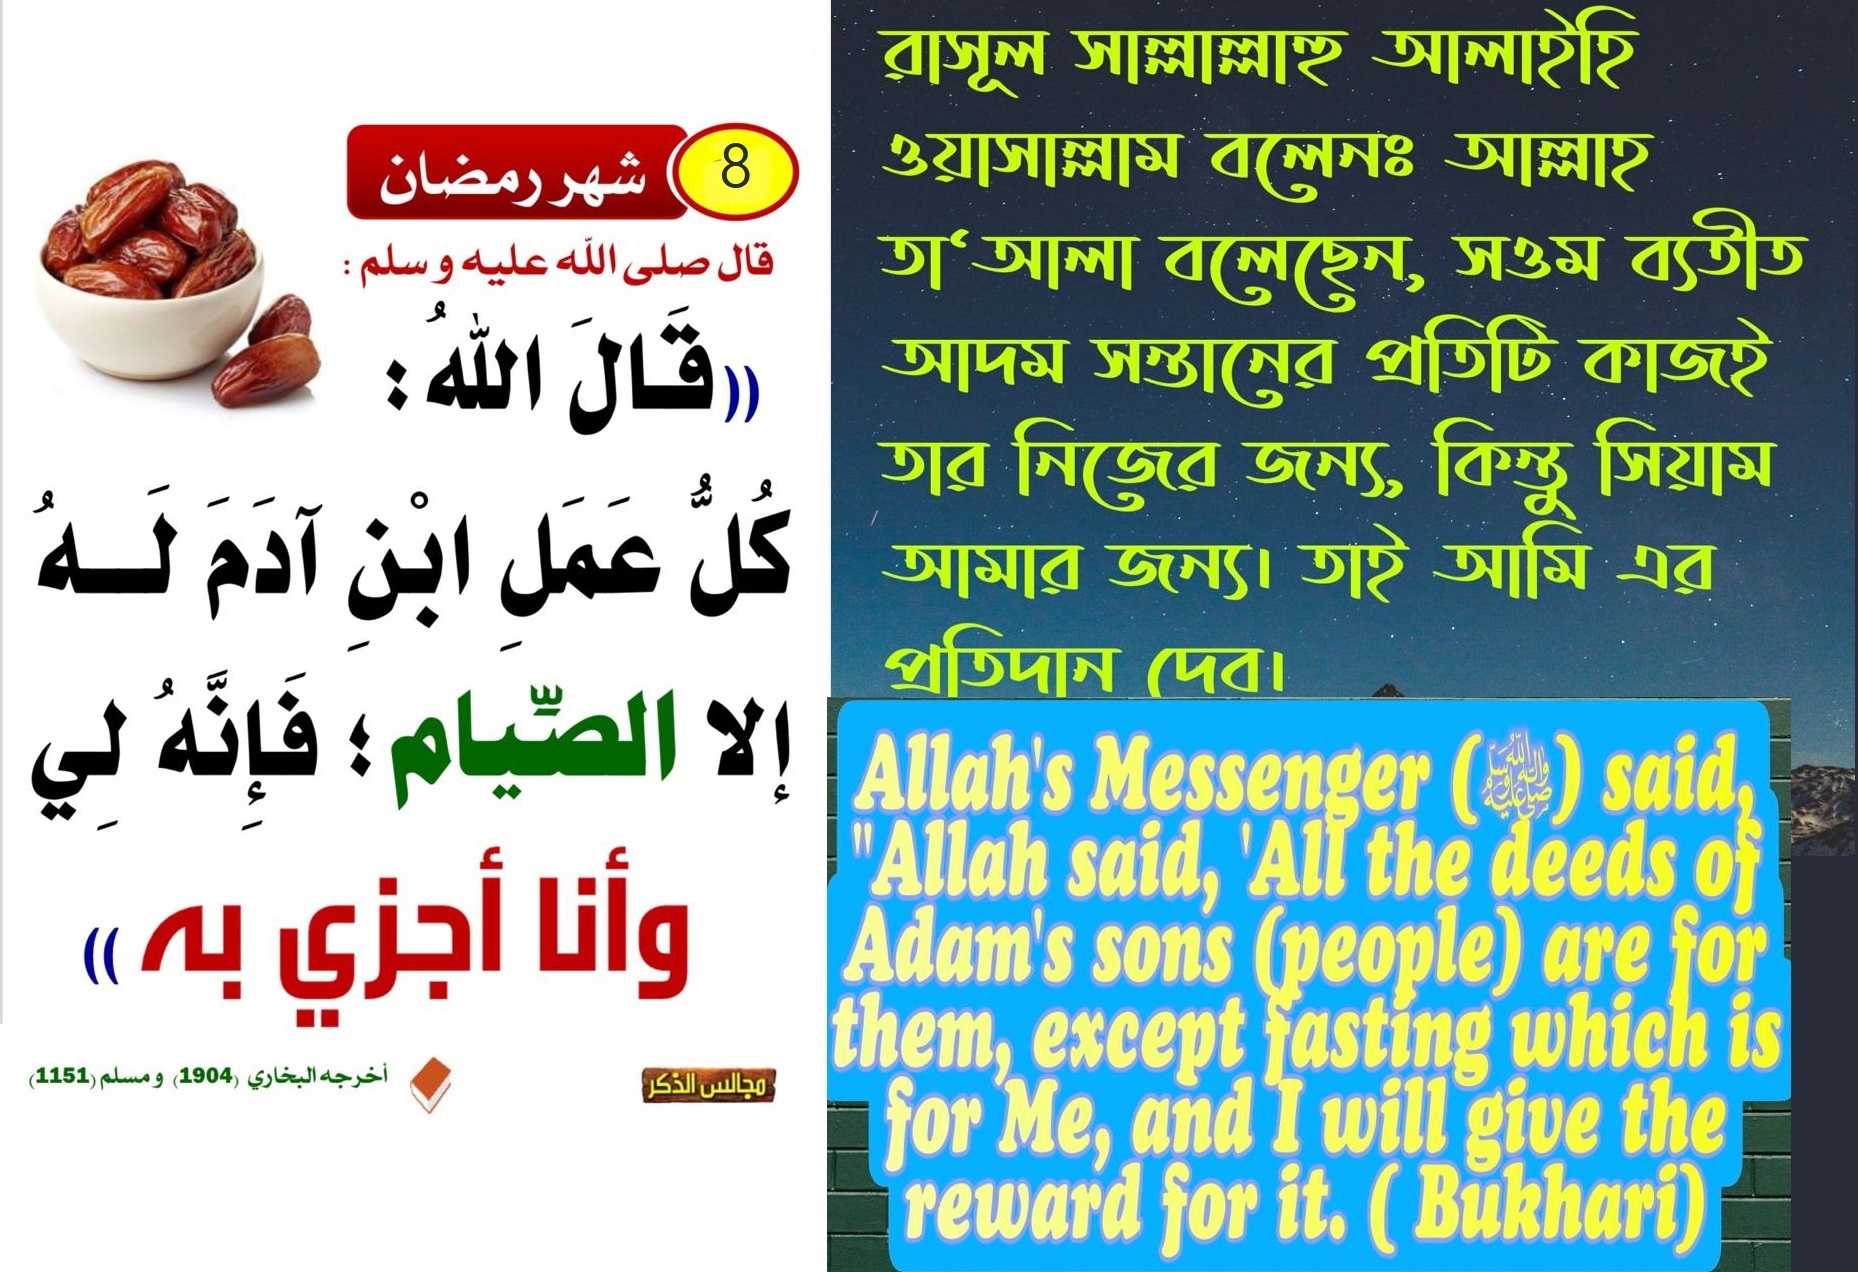 شهر رمضان 8
قال صلى الله عليه و سلم :
((قَالَ اللهُ :
كُلُّ عَمَلِ ابْنِ آدَمَ لَـهُ
إلا الصِّيام ؛ فَإِنَّهُ لِي
وأنا أجزي به ))
أخرجه البخاري (1904) و مسلم (1151)
مجالس الذكر
রাসূল সাল্লাল্লাহু আলাইহি
ওয়াসাল্লাম বলেনঃ আল্লাহ
তা‘আলা বলেছেন, সওম ব্যতীত
আদম সন্তানের প্রতিটি কাজই
তার নিজের জন্য, কিন্তু সিয়াম
আমার জন্য। তাই আমি এর
প্রতিদান দেব।
Allah's Messenger (ﷺ) said,
"Allah said, 'All the deeds of
Adam's sons (people) are for
them, except fasting which is
for Me, and I will give the
reward for it. ( Bukhari)